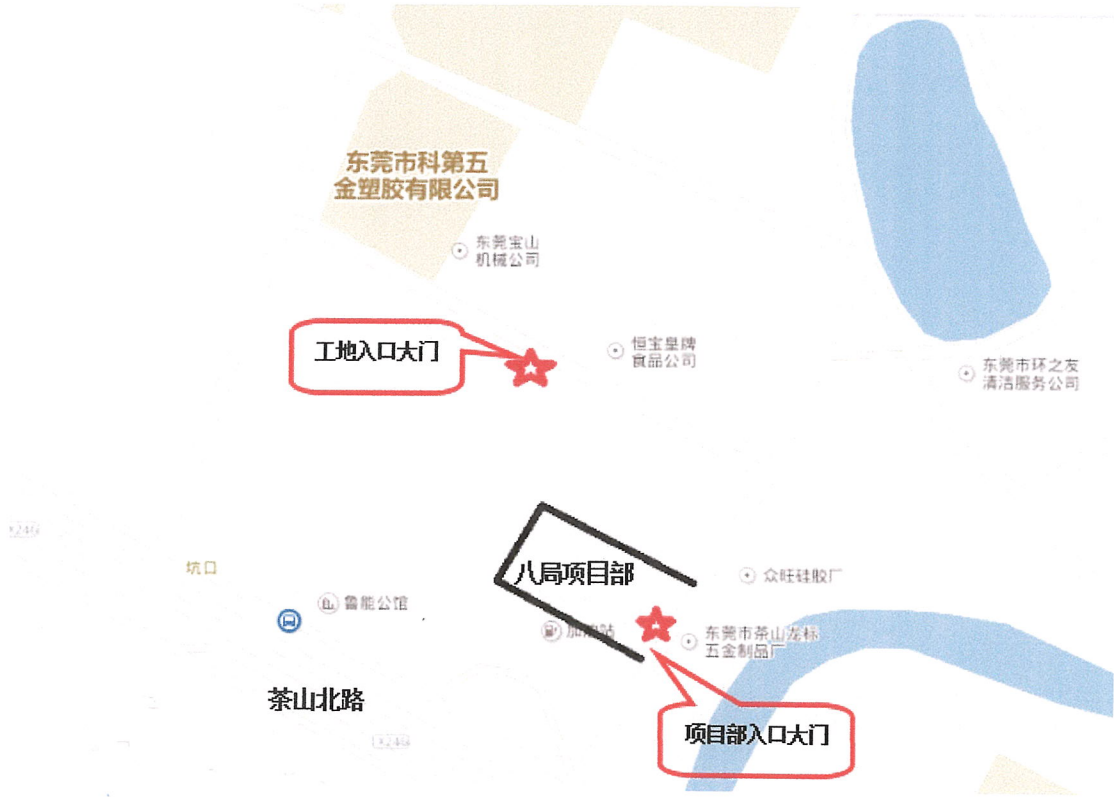 东莞市科第五
金塑胶有限公司
东莞宝山
机械公司
工地入口大门
恒宝皇牌
食品公司
东莞市环之友
清洁服务公司
X246
坑口
八局项目部
众旺硅胶厂
鲁能公馆
加油站
东莞市茶山龙标
五金制品厂
茶山北路
项目部入口大门
X246